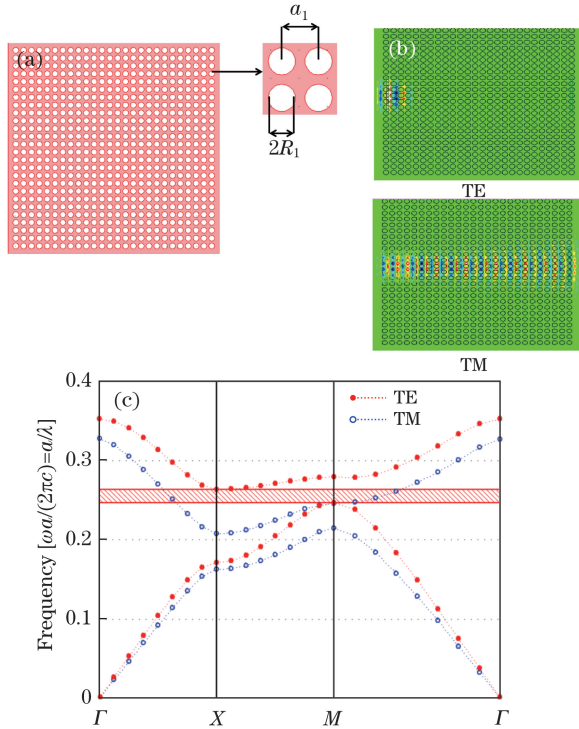 (a)
a₁
2R₁
(b)
TE
TM
(c)
TE
TM
Frequency [ωa/(2πc)=a/λ]
0.4
0.3
0.2
0.1
0
Γ X M Γ